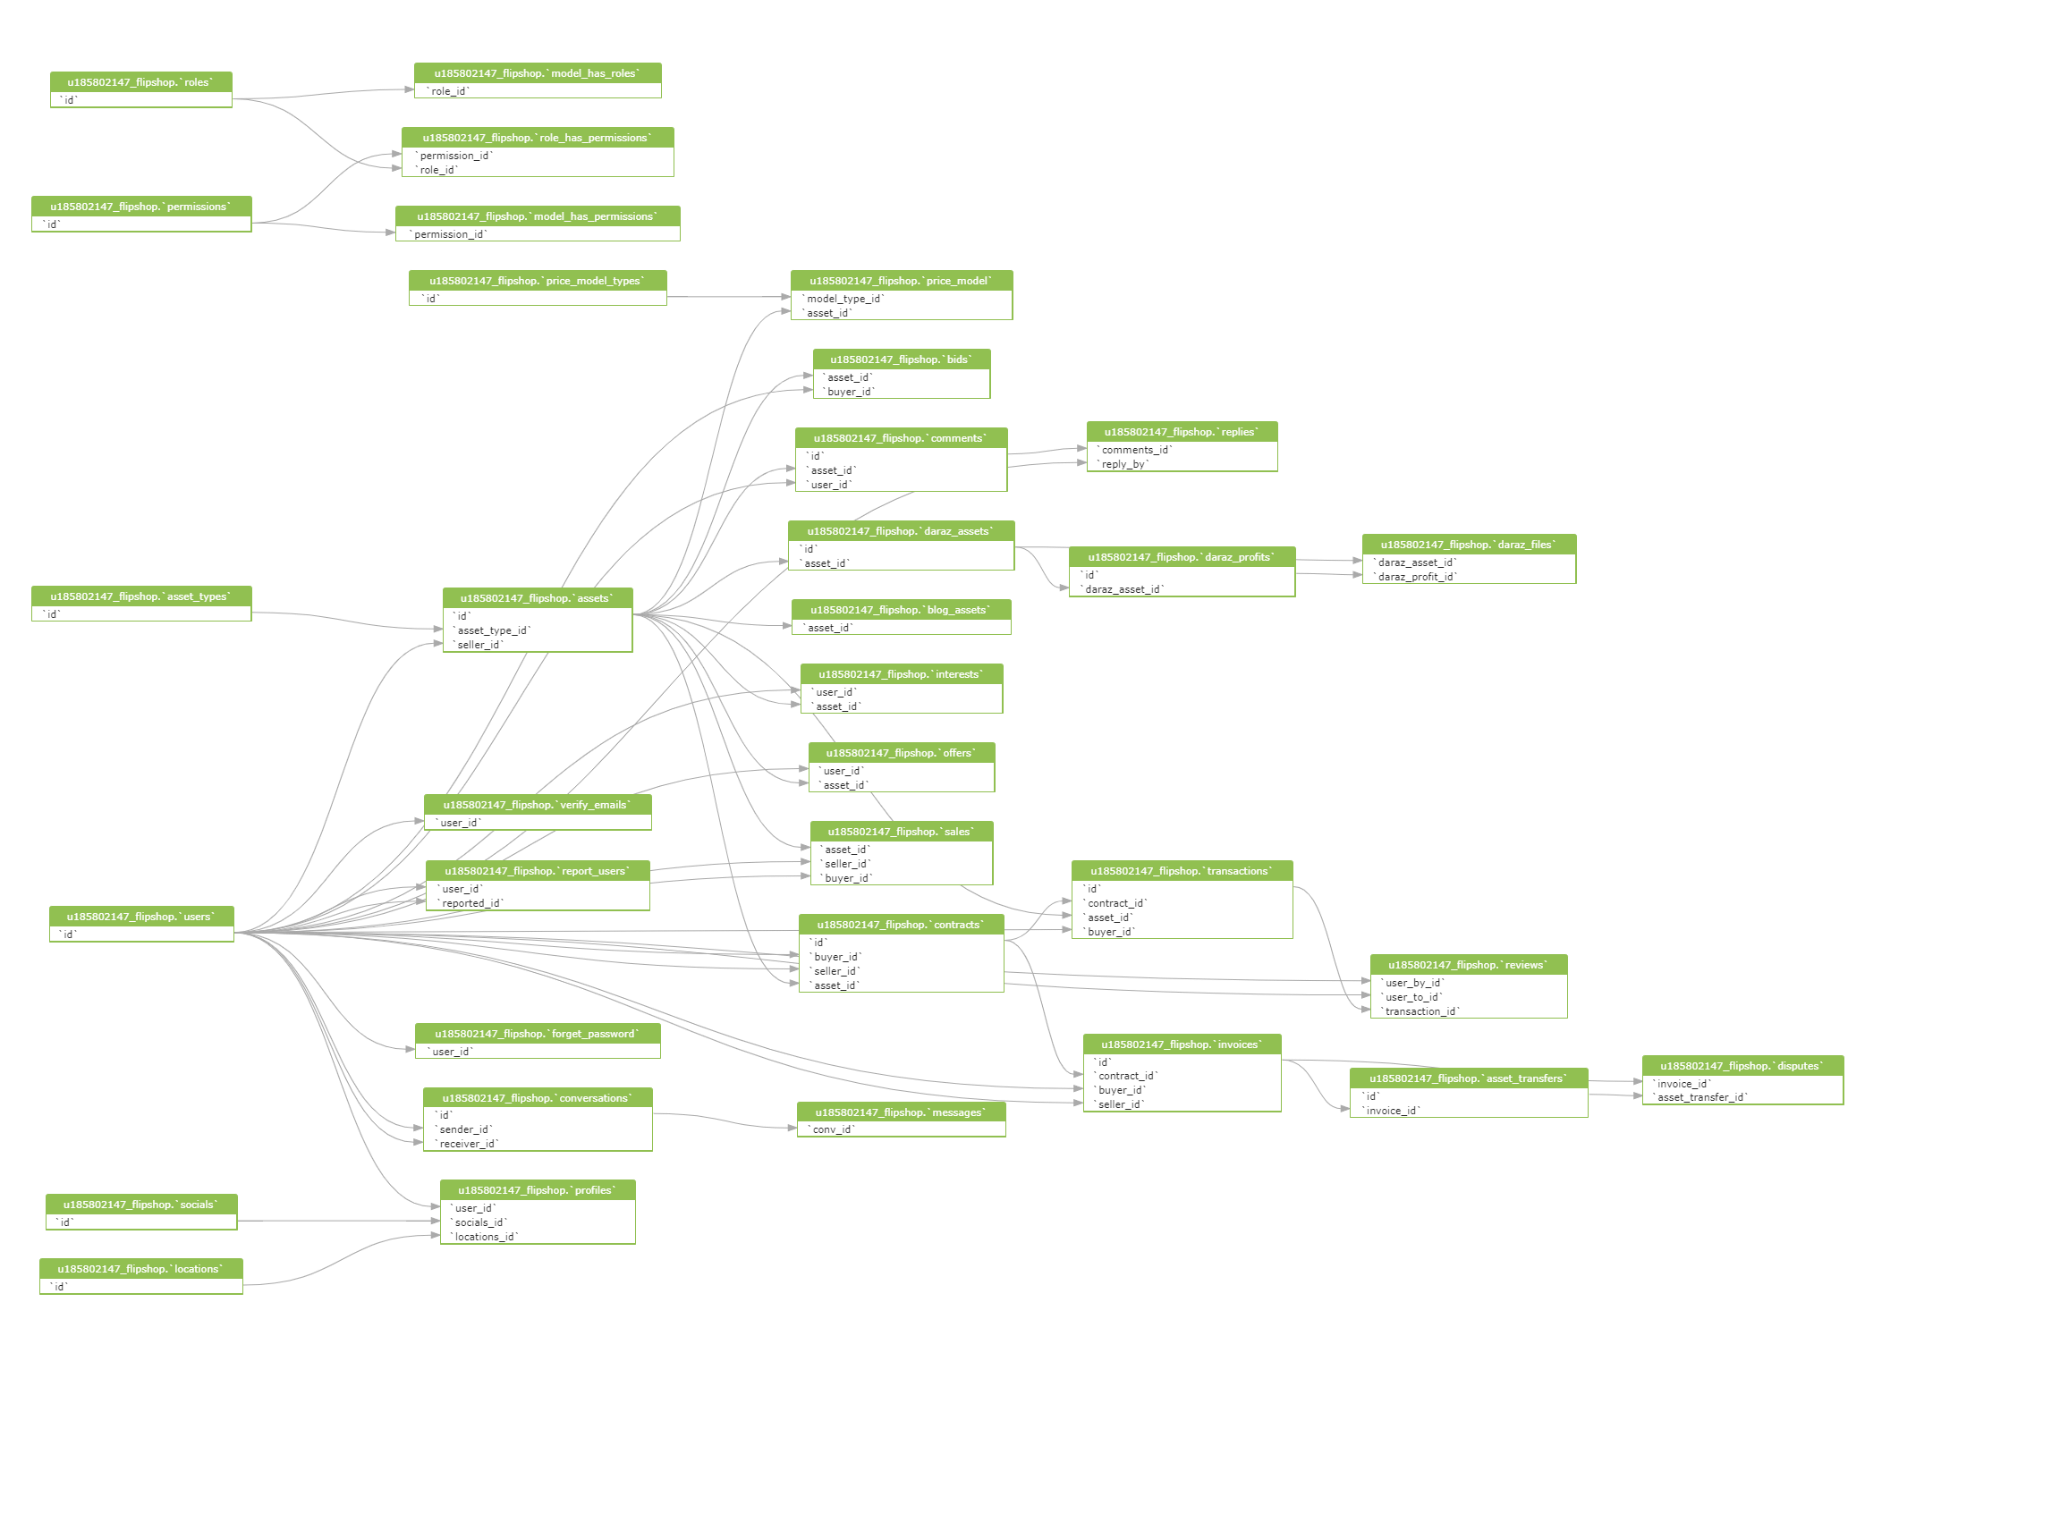 u185802147_flipshop.`roles`
`id`
u185802147_flipshop.`model_has_roles`
`role_id`
u185802147_flipshop.`role_has_permissions`
`permission_id`
`role_id`
u185802147_flipshop.`permissions`
`id`
u185802147_flipshop.`model_has_permissions`
`permission_id`
u185802147_flipshop.`price_model_types`
`id`
u185802147_flipshop.`price_model`
`model_type_id`
`asset_id`
u185802147_flipshop.`bids`
`asset_id`
`buyer_id`
u185802147_flipshop.`comments`
`id`
`asset_id`
`user_id`
u185802147_flipshop.`replies`
`comments_id`
`reply_by`
u185802147_flipshop.`daraz_assets`
`id`
`asset_id`
u185802147_flipshop.`daraz_profits`
`id`
`daraz_asset_id`
u185802147_flipshop.`daraz_files`
`daraz_asset_id`
`daraz_profit_id`
u185802147_flipshop.`asset_types`
`id`
u185802147_flipshop.`assets`
`id`
`asset_type_id`
`seller_id`
u185802147_flipshop.`blog_assets`
`asset_id`
u185802147_flipshop.`interests`
`user_id`
`asset_id`
u185802147_flipshop.`offers`
`user_id`
`asset_id`
u185802147_flipshop.`verify_emails`
`user_id`
u185802147_flipshop.`sales`
`asset_id`
`seller_id`
`buyer_id`
u185802147_flipshop.`report_users`
`user_id`
`reported_id`
u185802147_flipshop.`transactions`
`id`
`contract_id`
`asset_id`
`buyer_id`
u185802147_flipshop.`users`
`id`
u185802147_flipshop.`contracts`
`id`
`buyer_id`
`seller_id`
`asset_id`
u185802147_flipshop.`reviews`
`user_by_id`
`user_to_id`
`transaction_id`
u185802147_flipshop.`forget_password`
`user_id`
u185802147_flipshop.`invoices`
`id`
`contract_id`
`buyer_id`
`seller_id`
u185802147_flipshop.`asset_transfers`
`id`
`invoice_id`
u185802147_flipshop.`disputes`
`invoice_id`
`asset_transfer_id`
u185802147_flipshop.`conversations`
`id`
`sender_id`
`receiver_id`
u185802147_flipshop.`messages`
`conv_id`
u185802147_flipshop.`socials`
`id`
u185802147_flipshop.`profiles`
`user_id`
`socials_id`
`locations_id`
u185802147_flipshop.`locations`
`id`